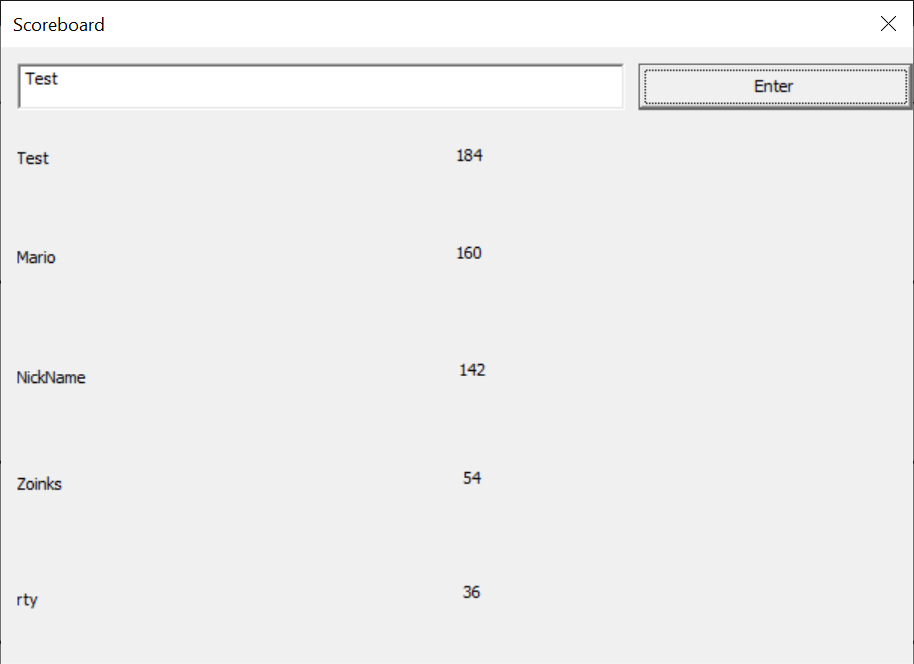 Scoreboard
Test
Enter
Test 184
Mario 160
NickName 142
Zoinks 54
rty 36